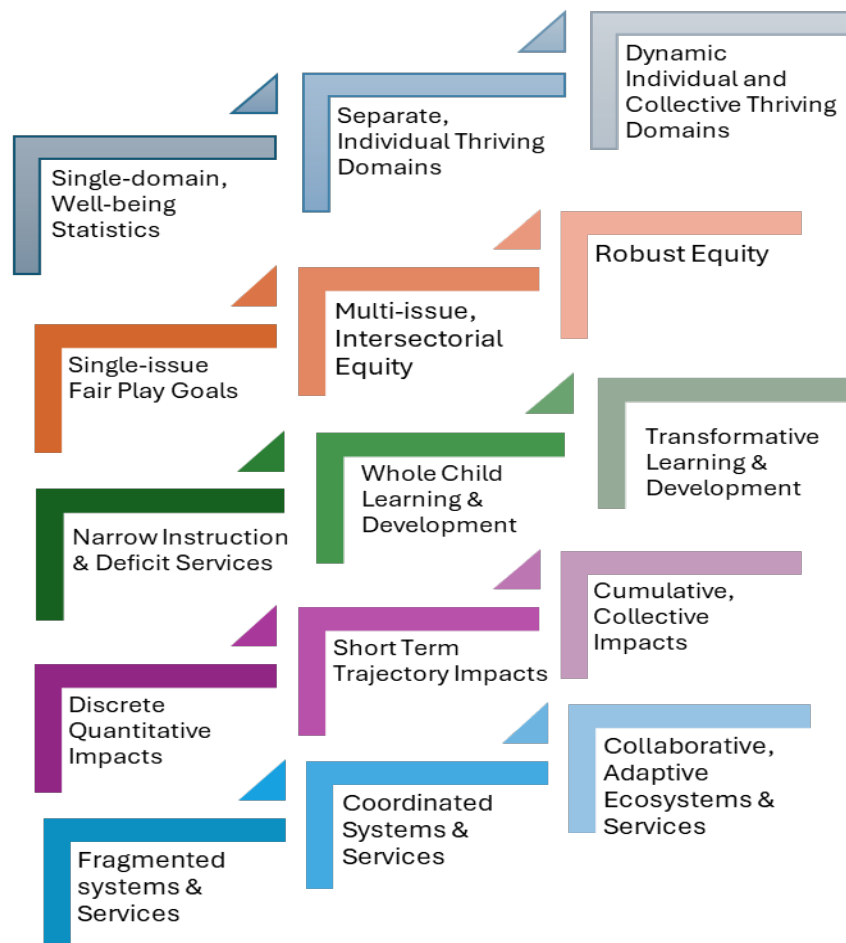 Single-domain,
Well-being
Statistics
Separate,
Individual Thriving
Domains
Dynamic
Individual and
Collective Thriving
Domains
Single-issue
Fair Play Goals
Multi-issue,
Intersectorial
Equity
Robust Equity
Narrow Instruction
& Deficit Services
Whole Child
Learning &
Development
Transformative
Learning &
Development
Discrete
Quantitative
Impacts
Short Term
Trajectory Impacts
Cumulative,
Collective
Impacts
Fragmented
systems &
Services
Coordinated
Systems &
Services
Collaborative,
Adaptive
Ecosystems &
Services